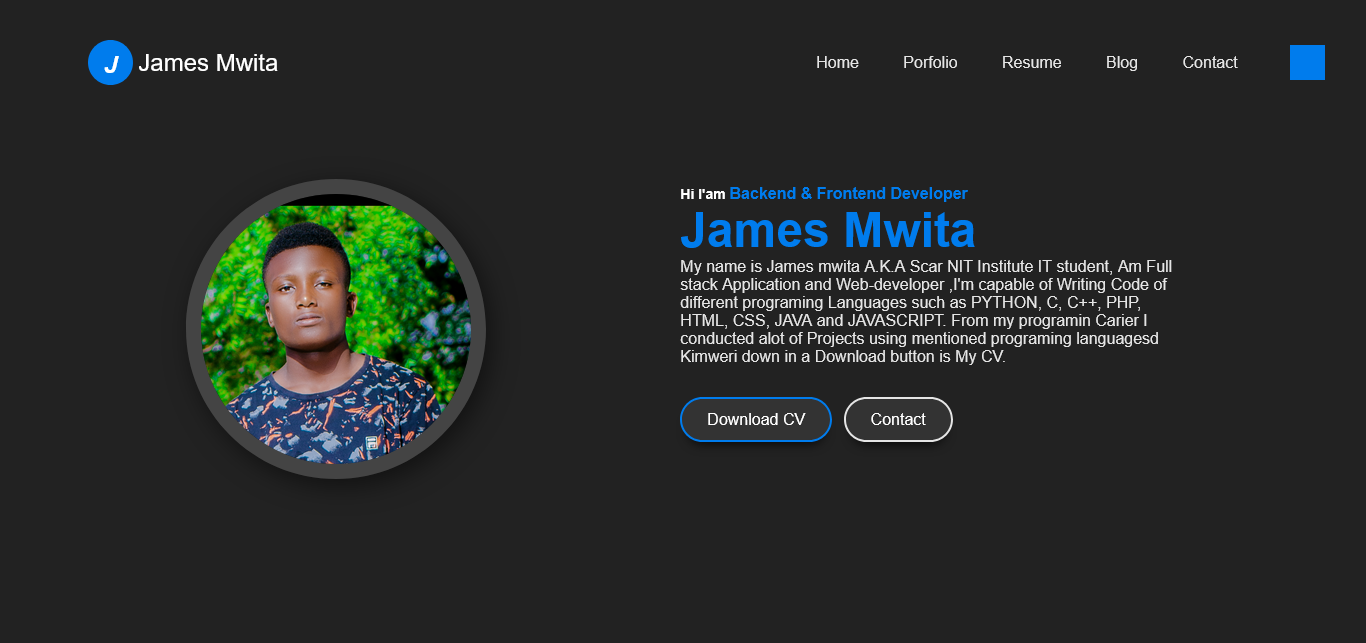 J James Mwita
Home Porfolio Resume Blog Contact
Hi I'am Backend & Frontend Developer
James Mwita
My name is James mwita A.K.A Scar NIT Institute IT student, Am Full
stack Application and Web-developer ,I'm capable of Writing Code of
different programing Languages such as PYTHON, C, C++, PHP,
HTML, CSS, JAVA and JAVASCRIPT. From my programin Carier I
conducted alot of Projects using mentioned programing languagesd
Kimweri down in a Download button is My CV.
Download CV Contact